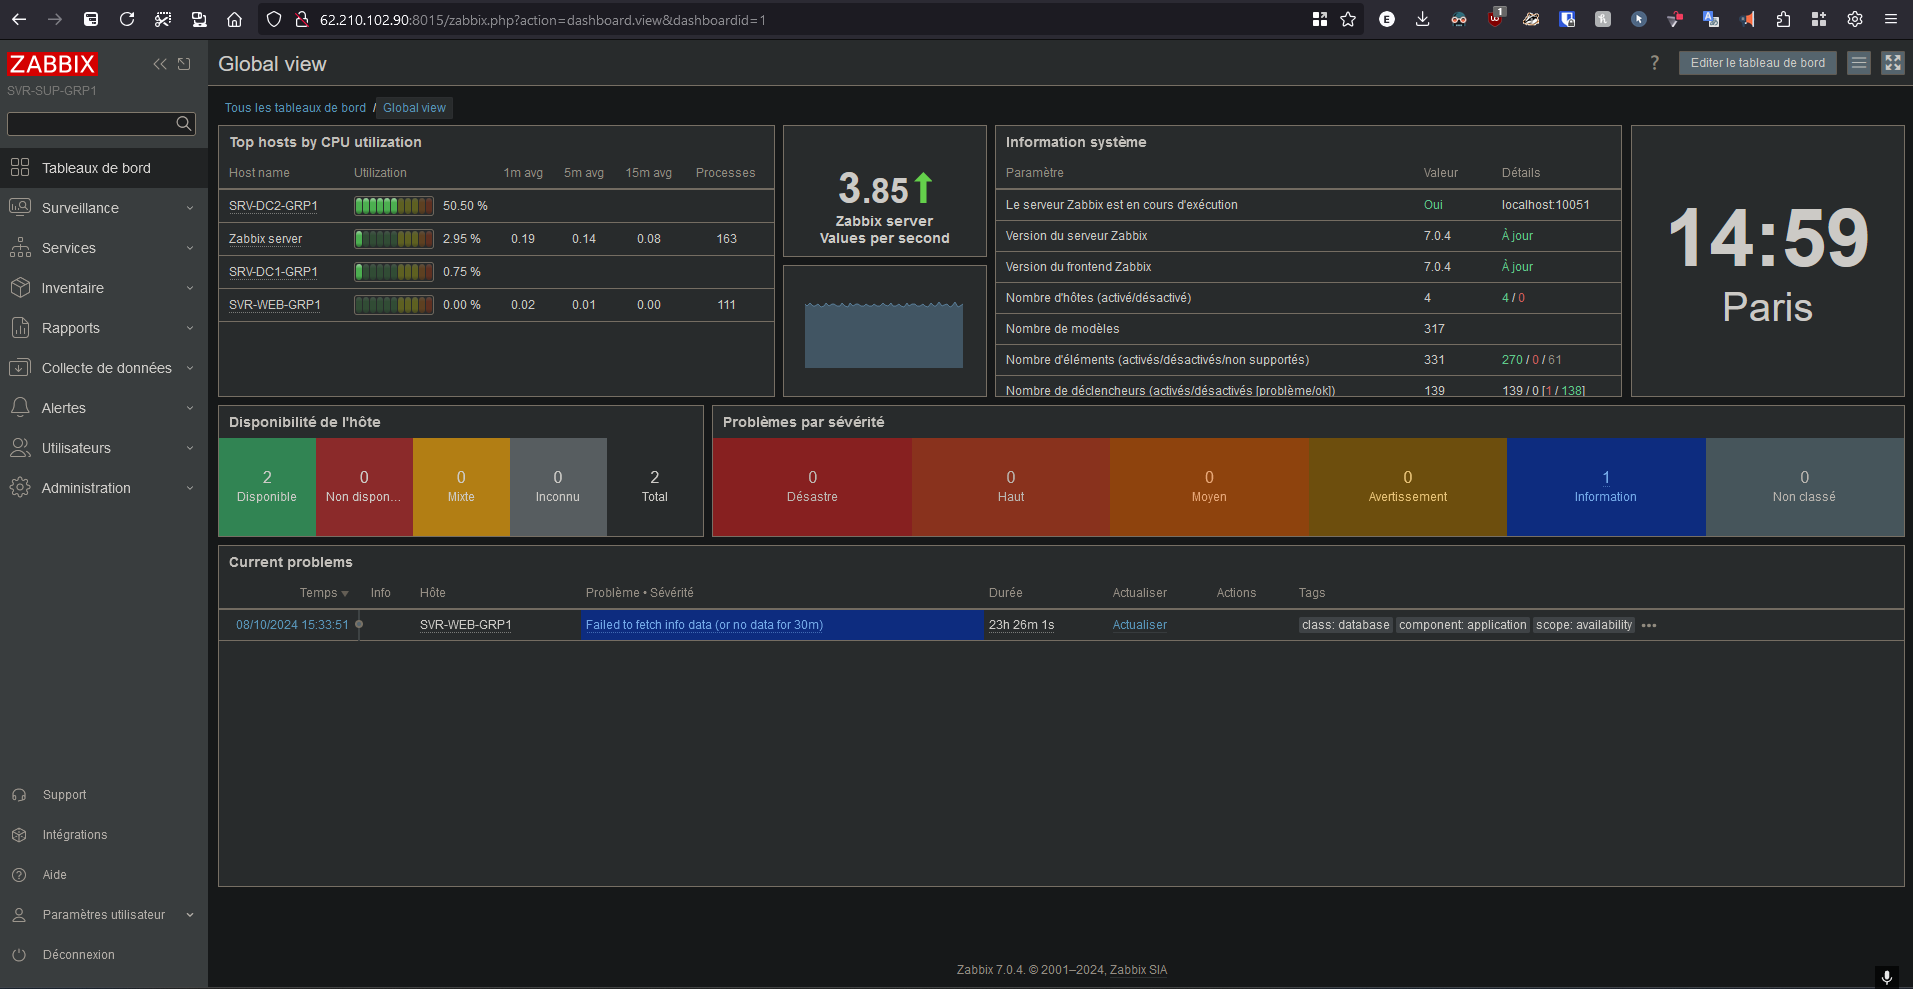 62.210.102.90:8015/zabbix.php?action=dashboard.view&dashboardid=1
1
ZABBIX
SVR-SUP-GRP1
Tableaux de bord
Surveillance
Services
Inventaire
Rapports
Collecte de données
Alertes
Utilisateurs
Administration
Support
Intégrations
Aide
Paramètres utilisateur
Déconnexion
Global view
? Editer le tableau de bord
Tous les tableaux de bord / Global view
Top hosts by CPU utilization
Host name Utilization 1m avg 5m avg 15m avg Processes
SRV-DC2-GRP1 50.50 %
Zabbix server 2.95 % 0.19 0.14 0.08 163
SRV-DC1-GRP1 0.75 %
SVR-WEB-GRP1 0.00 % 0.02 0.01 0.00 111
3.85
Zabbix server
Values per second
Information système
Paramètre Valeur Détails
Le serveur Zabbix est en cours d'exécution Oui localhost:10051
Version du serveur Zabbix 7.0.4 À jour
Version du frontend Zabbix 7.0.4 À jour
Nombre d'hôtes (activé/désactivé) 4 4 / 0
Nombre de modèles 317
Nombre d'éléments (activés/désactivés/non supportés) 331 270 / 0 / 61
Nombre de déclencheurs (activés/désactivés [problème/ok]) 139 139 / 0 [1 / 138]
14:59
Paris
Disponibilité de l'hôte
2 0 0 0 2
Disponible Non dispon... Mixte Inconnu Total
Problèmes par sévérité
0 0 0 0 1 0
Désastre Haut Moyen Avertissement Information Non classé
Current problems
Temps Info Hôte Problème • Sévérité Durée Actualiser Actions Tags
08/10/2024 15:33:51 SVR-WEB-GRP1 Failed to fetch info data (or no data for 30m) 23h 26m 1s Actualiser class: database component: application scope: availability
Zabbix 7.0.4. © 2001–2024, Zabbix SIA